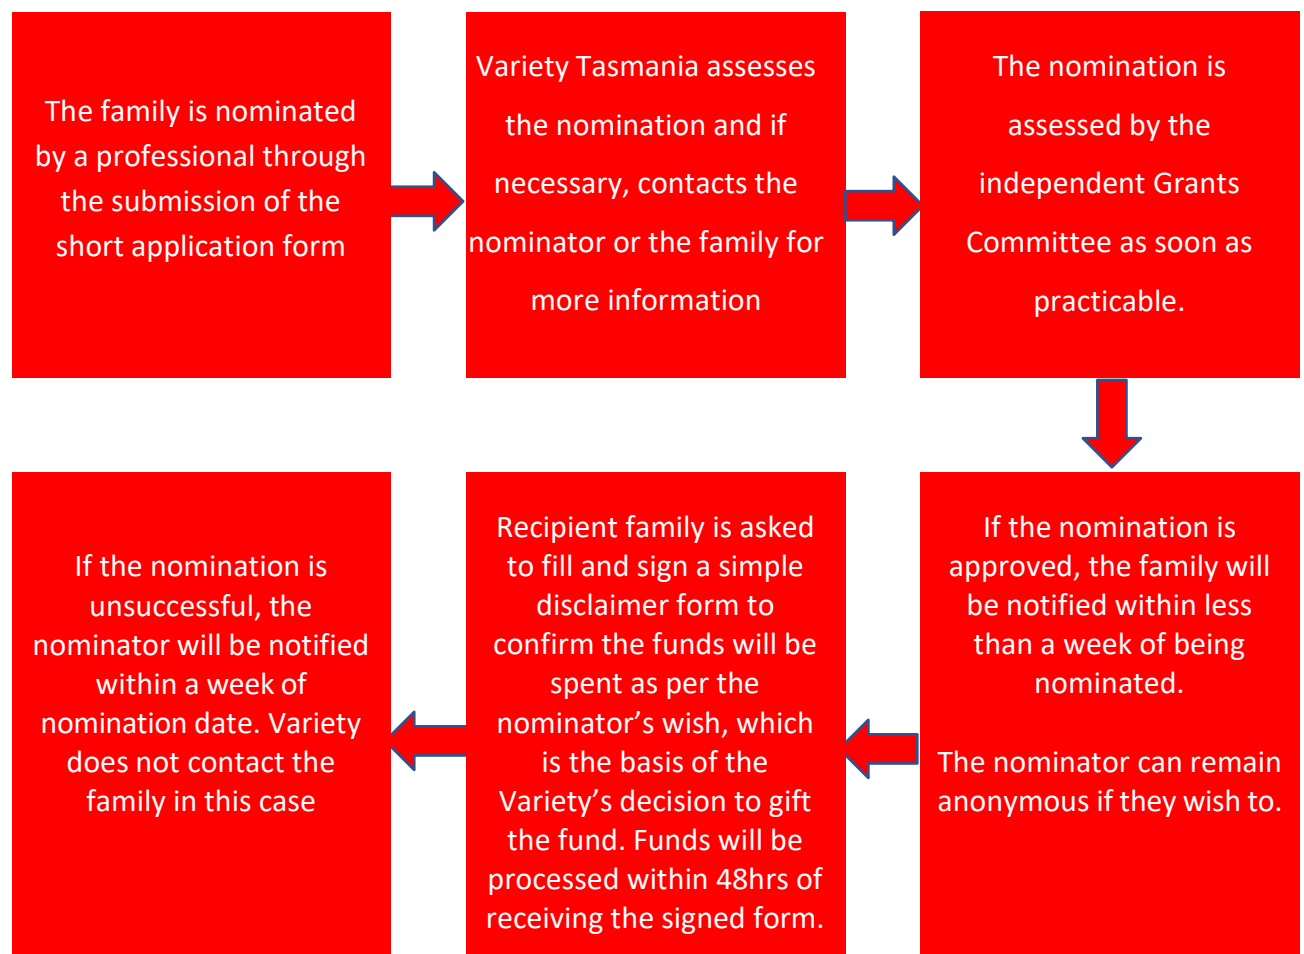 The family is nominated
by a professional through
the submission of the
short application form
Variety Tasmania assesses
the nomination and if
necessary, contacts the
nominator or the family for
more information
The nomination is
assessed by the
independent Grants
Committee as soon as
practicable.
If the nomination is
approved, the family will
be notified within less
than a week of being
nominated.
The nominator can remain
anonymous if they wish to.
Recipient family is asked
to fill and sign a simple
disclaimer form to
confirm the funds will be
spent as per the
nominator’s wish, which
is the basis of the
Variety’s decision to gift
the fund. Funds will be
processed within 48hrs of
receiving the signed form.
If the nomination is
unsuccessful, the
nominator will be notified
within a week of
nomination date. Variety
does not contact the
family in this case